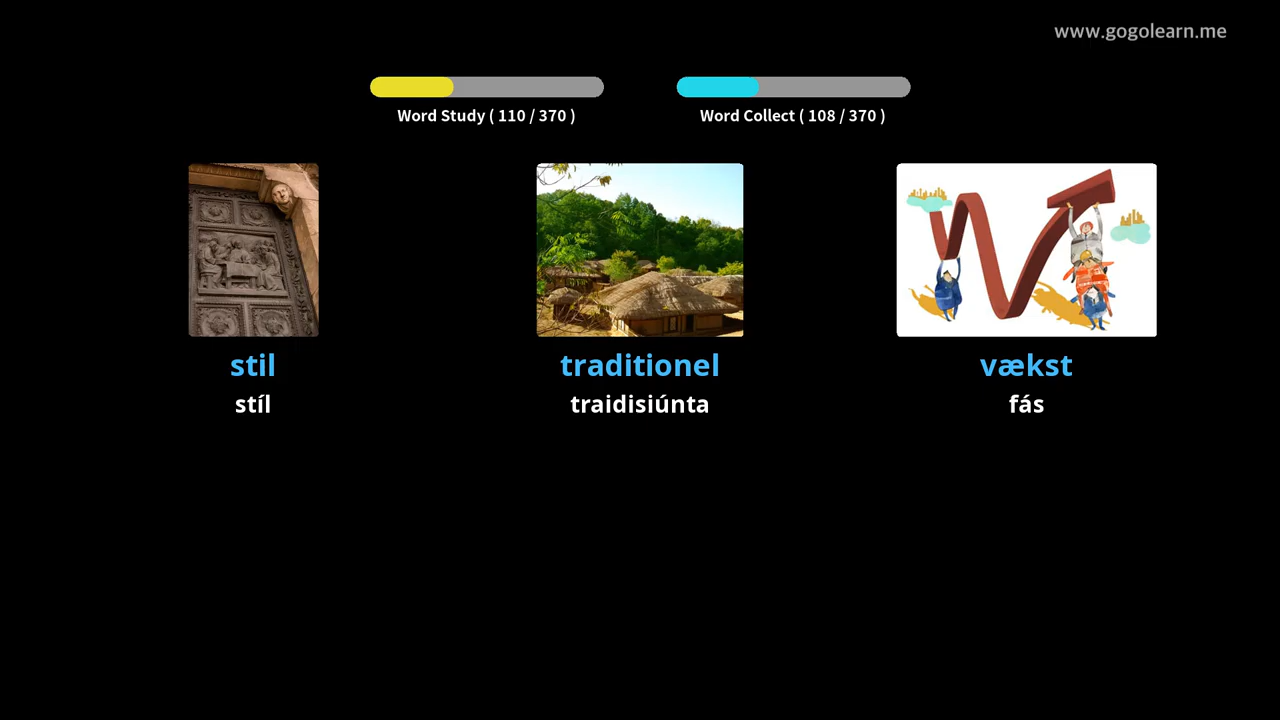 www.gogolearn.me
Word Study ( 110 / 370 )
Word Collect ( 108 / 370 )
stil
traditionel
vækst
stíl
traidisiúnta
fás